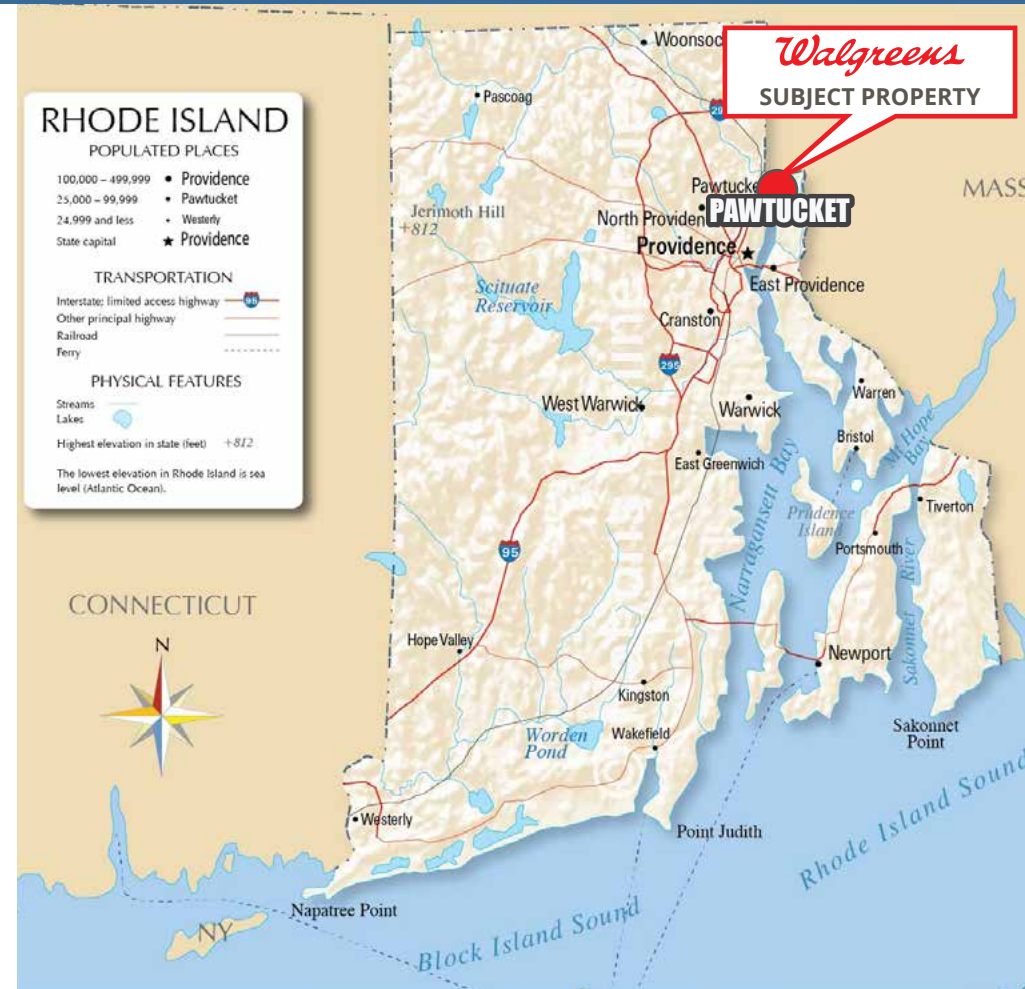 Woonsoc
Walgreens
SUBJECT PROPERTY
29
Pascoag
RHODE ISLAND
POPULATED PLACES
100,000 – 499,999 • Providence
25,000 – 99,999 • Pawtucket
24,999 and less • Westerly
State capital ★ Providence
TRANSPORTATION
Interstate; limited access highway 95
Other principal highway
Railroad
Ferry
PHYSICAL FEATURES
Streams
Lakes
Highest elevation in state (feet) +812
The lowest elevation in Rhode Island is sea
level (Atlantic Ocean).
Pawtucke
MASS
Jerimoth Hill
+812
North Providen
PAWTUCKET
Providence
East Providence
Scituate
Reservoir
Cranston
295
West Warwick
Warwick
Warren
Bristol
Mt Hope
Bay
East Greenwich
Narragansett Bay
Prudence
Island
Tiverton
Portsmouth
95
Sakonnet River
CONNECTICUT
N
Hope Valley
Newport
Kingston
Worden
Pond
Wakefield
Sakonnet
Point
Westerly
Point Judith
Rhode Island Sound
Napatree Point
NY
Block Island Sound